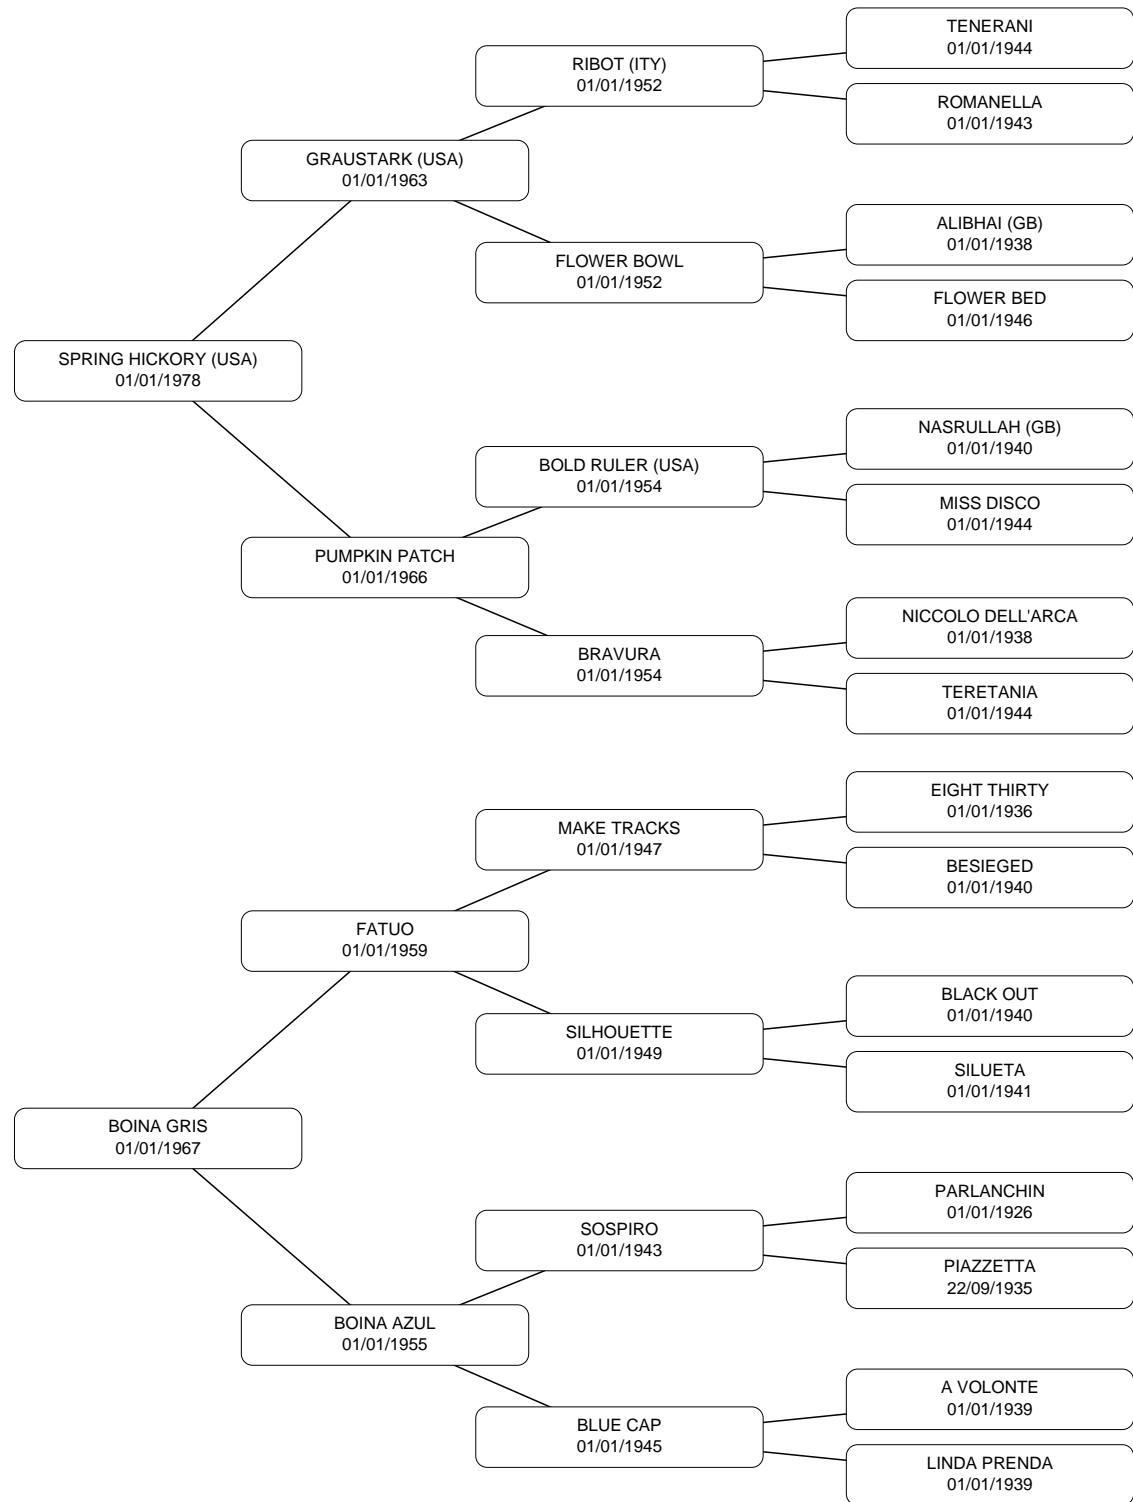 TENERANI
01/01/1944
RIBOT (ITY)
01/01/1952
ROMANELLA
01/01/1943
GRAUSTARK (USA)
01/01/1963
ALIBHAI (GB)
01/01/1938
FLOWER BOWL
01/01/1952
FLOWER BED
01/01/1946
SPRING HICKORY (USA)
01/01/1978
NASRULLAH (GB)
01/01/1940
BOLD RULER (USA)
01/01/1954
MISS DISCO
01/01/1944
PUMPKIN PATCH
01/01/1966
NICCOLO DELL'ARCA
01/01/1938
BRAVURA
01/01/1954
TERETANIA
01/01/1944
EIGHT THIRTY
01/01/1936
MAKE TRACKS
01/01/1947
BESIEGED
01/01/1940
FATUO
01/01/1959
BLACK OUT
01/01/1940
SILHOUETTE
01/01/1949
SILUETA
01/01/1941
BOINA GRIS
01/01/1967
PARLANCHIN
01/01/1926
SOSPIRO
01/01/1943
PIAZZETTA
22/09/1935
BOINA AZUL
01/01/1955
A VOLONTE
01/01/1939
BLUE CAP
01/01/1945
LINDA PRENDA
01/01/1939